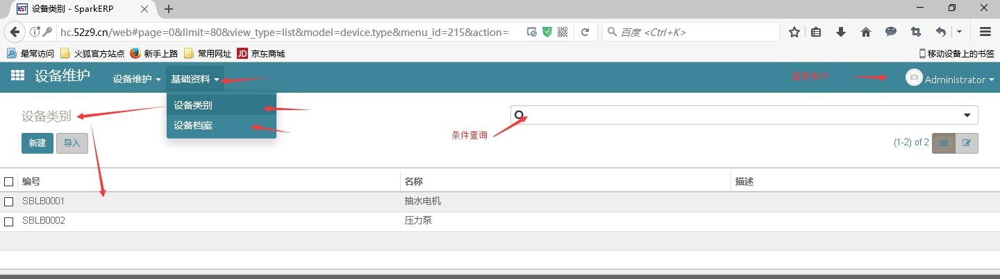 设备类别 - SparkERP
hc.52z9.cn/web#page=0&limit=80&view_type=list&model=device.type&menu_id=215&action=.
百度 <Ctrl+K>
最常访问 火狐官方站点 新手上路 常用网址 JD 京东商城 移动设备上的书签
设备维护 设备维护 基础资料 登录用户 Administrator
设备类别
设备档案
设备类别
条件查询
新建 导入 (1-2) of 2
编号 名称 描述
SBLB0001 抽水电机
SBLB0002 压力泵